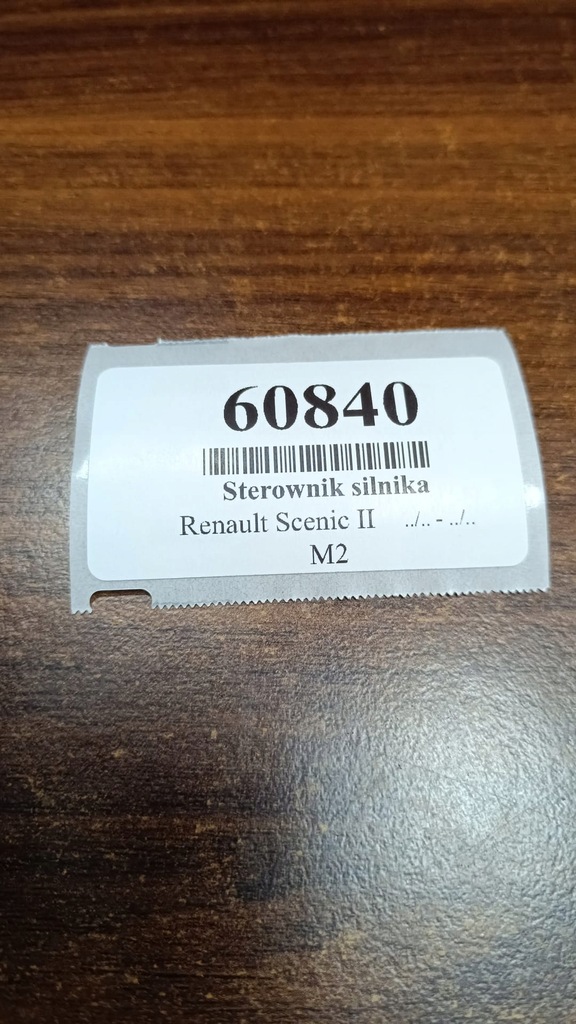 60840
Sterownik silnika
Renault Scenic II ../.. - ../..
M2